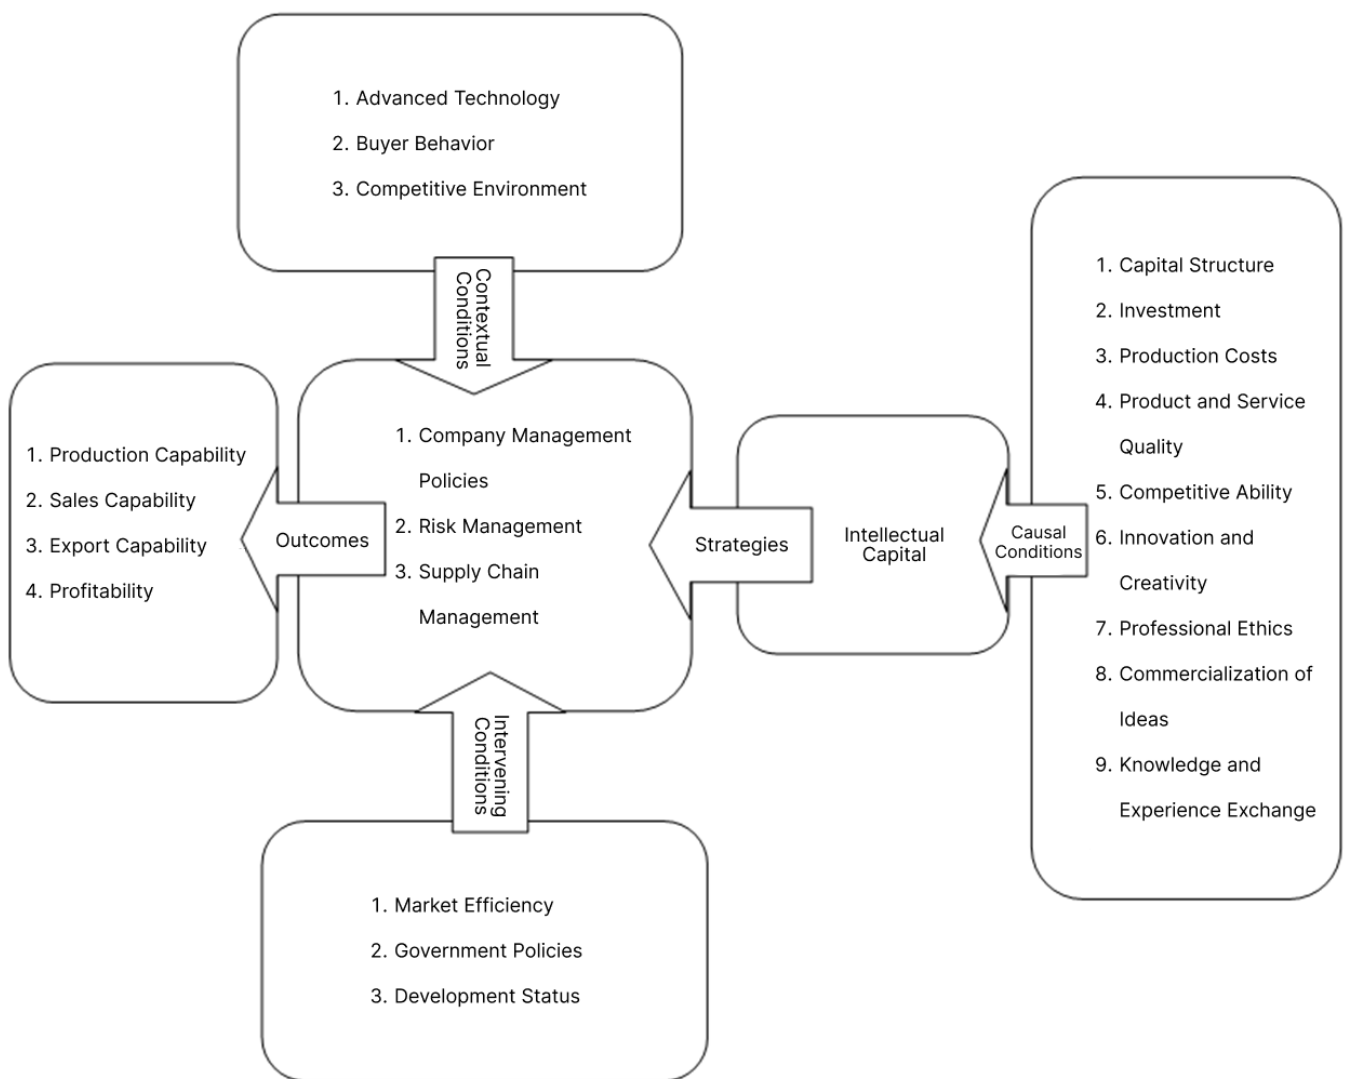 1. Advanced Technology
2. Buyer Behavior
3. Competitive Environment
Contextual
Conditions
1. Production Capability
2. Sales Capability
3. Export Capability
4. Profitability
Outcomes
1. Company Management
Policies
2. Risk Management
3. Supply Chain
Management
Strategies
Intellectual
Capital
Causal
Conditions
1. Capital Structure
2. Investment
3. Production Costs
4. Product and Service
Quality
5. Competitive Ability
6. Innovation and
Creativity
7. Professional Ethics
8. Commercialization of
Ideas
9. Knowledge and
Experience Exchange
Intervening
Conditions
1. Market Efficiency
2. Government Policies
3. Development Status